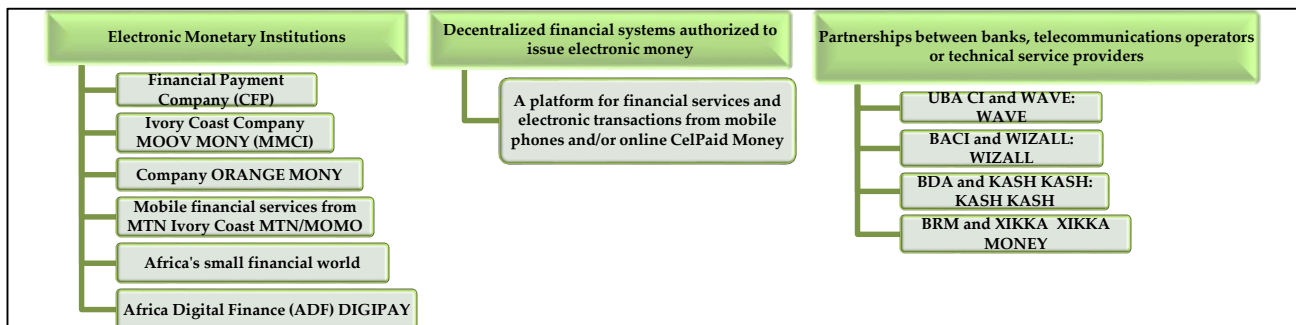 Electronic Monetary Institutions
Financial Payment
Company (CFP)
Ivory Coast Company
MOOV MONY (MMCI)
Company ORANGE MONY
Mobile financial services from
MTN Ivory Coast MTN/MOMO
Africa's small financial world
Africa Digital Finance (ADF) DIGIPAY
Decentralized financial systems authorized to
issue electronic money
A platform for financial services and
electronic transactions from mobile
phones and/or online CelPaid Money
Partnerships between banks, telecommunications operators
or technical service providers
UBA CI and WAVE:
WAVE
BACI and WIZALL:
WIZALL
BDA and KASH KASH:
KASH KASH
BRM and XIKKA XIKKA
MONEY